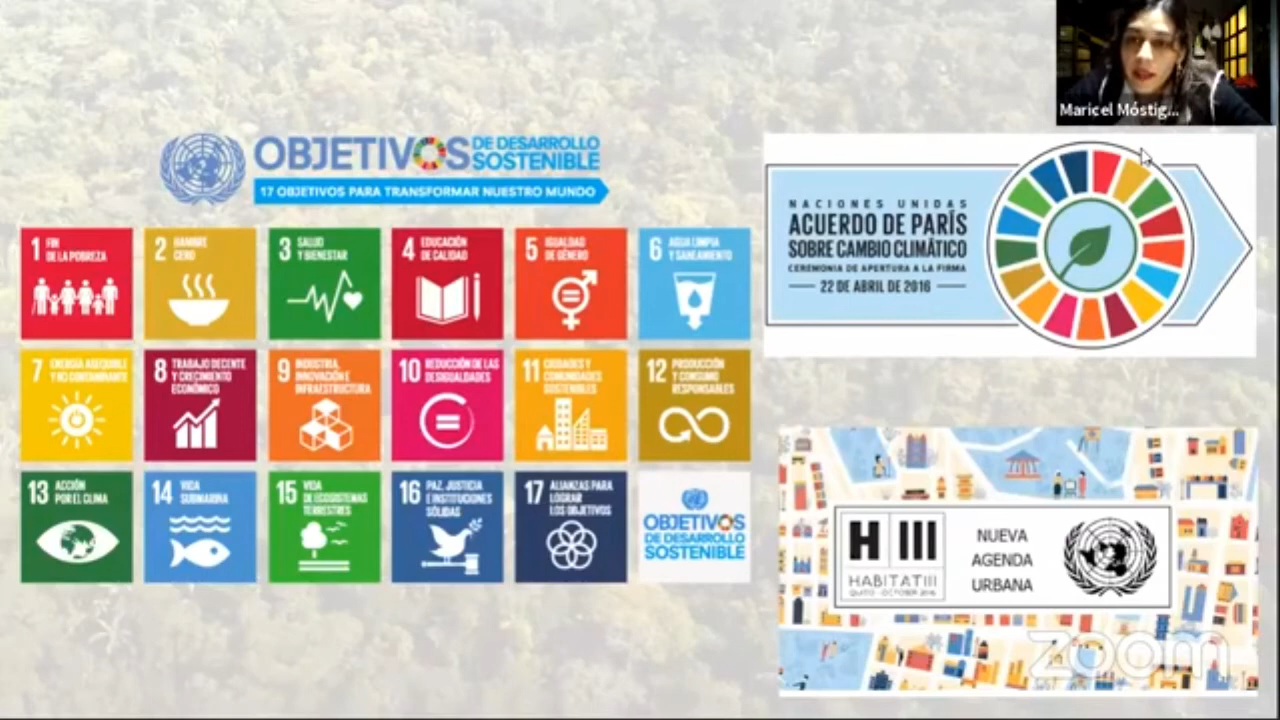 Maricel Móstig...
OBJETIVOS DE DESARROLLO
SOSTENIBLE
17 OBJETIVOS PARA TRANSFORMAR NUESTRO MUNDO
1 FIN
DE LA POBREZA
2 HAMBRE
CERO
3 SALUD
Y BIENESTAR
4 EDUCACIÓN
DE CALIDAD
5 IGUALDAD
DE GÉNERO
6 AGUA LIMPIA
Y SANEAMIENTO
7 ENERGÍA ASEQUIBLE
Y NO CONTAMINANTE
8 TRABAJO DECENTE
Y CRECIMIENTO
ECONÓMICO
9 INDUSTRIA,
INNOVACIÓN E
INFRAESTRUCTURA
10 REDUCCIÓN DE LAS
DESIGUALDADES
11 CIUDADES Y
COMUNIDADES
SOSTENIBLES
12 PRODUCCIÓN
Y CONSUMO
RESPONSABLES
13 ACCIÓN
POR EL CLIMA
14 VIDA
SUBMARINA
15 VIDA
DE ECOSISTEMAS
TERRESTRES
16 PAZ, JUSTICIA
E INSTITUCIONES
SÓLIDAS
17 ALIANZAS PARA
LOGRAR
LOS OBJETIVOS
OBJETIVOS
DE DESARROLLO
SOSTENIBLE
NACIONES UNIDAS
ACUERDO DE PARÍS
SOBRE CAMBIO CLIMÁTICO
CEREMONIA DE APERTURA A LA FIRMA
22 DE ABRIL DE 2016
H III
HABITAT III
QUITO - OCTOBER 2016
NUEVA
AGENDA
URBANA
zoom